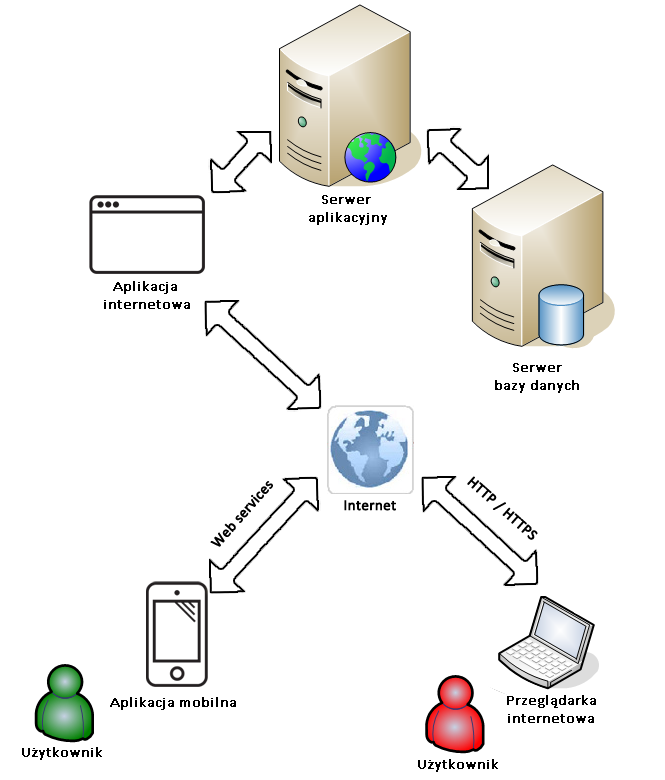 Serwer
aplikacyjny
Aplikacja
internetowa
Serwer
bazy danych
Internet
Web services
HTTP / HTTPS
Aplikacja mobilna
Przeglądarka
internetowa
Użytkownik
Użytkownik